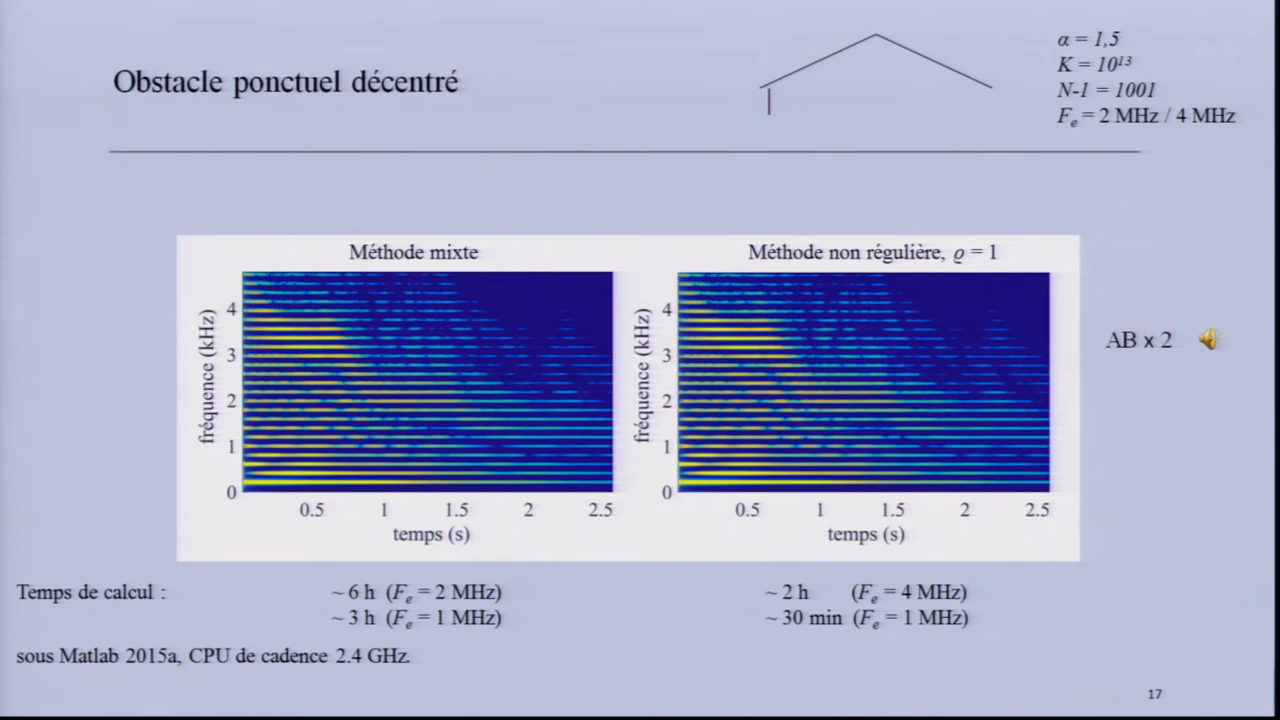 Obstacle ponctuel décentré
α = 1,5
K = 10¹³
N-1 = 1001
Fₑ = 2 MHz / 4 MHz
Méthode mixte
Méthode non régulière, ϱ = 1
fréquence (kHz)
4
3
2
1
0
0.5 1 1.5 2 2.5
temps (s)
fréquence (kHz)
4
3
2
1
0
0.5 1 1.5 2 2.5
temps (s)
AB x 2
Temps de calcul : ~ 6 h (Fₑ = 2 MHz) ~ 2 h (Fₑ = 4 MHz)
~ 3 h (Fₑ = 1 MHz) ~ 30 min (Fₑ = 1 MHz)
sous Matlab 2015a, CPU de cadence 2.4 GHz.
17